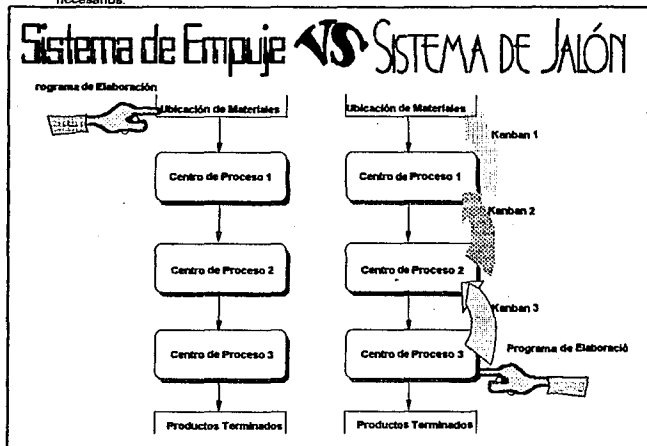 necesarios.
Sistema de Empuje VS SISTEMA DE JALÓN
rograma de Elaboración
Ubicación de Materiales
Centro de Proceso 1
Centro de Proceso 2
Centro de Proceso 3
Productos Terminados
Ubicación de Materiales
Kanban 1
Centro de Proceso 1
Kanban 2
Centro de Proceso 2
Kanban 3
Programa de Elaboració
Centro de Proceso 3
Productos Terminados